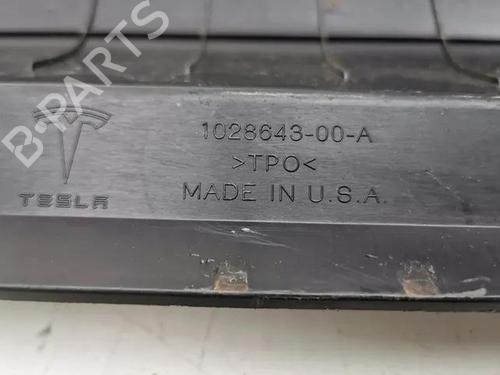 B-PARTS
1028643-00-A
>TPO<
TESLA
MADE IN U.S.A.